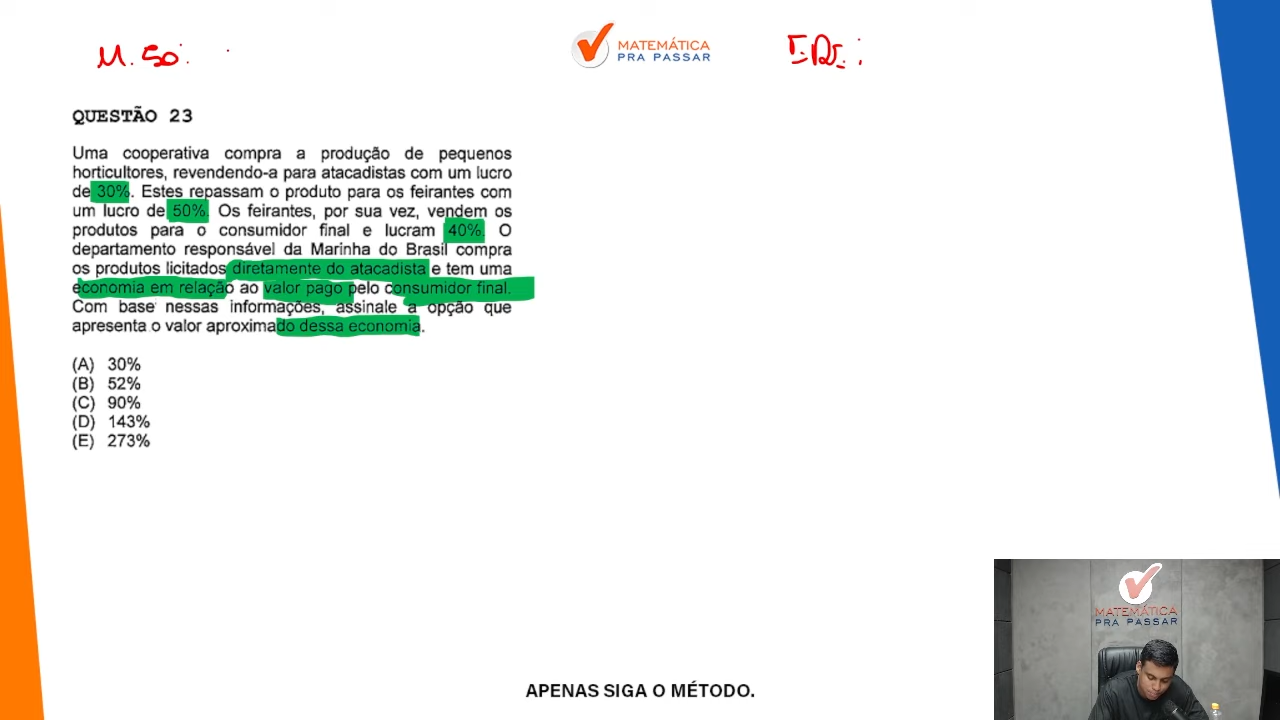 M. 50:
MATEMÁTICA
PRA PASSAR
QUESTÃO 23
Uma cooperativa compra a produção de pequenos
horticultores, revendendo-a para atacadistas com um lucro
de 30%. Estes repassam o produto para os feirantes com
um lucro de 50%. Os feirantes, por sua vez, vendem os
produtos para o consumidor final e lucram 40%. O
departamento responsável da Marinha do Brasil compra
os produtos licitados diretamente do atacadista e tem uma
economia em relação ao valor pago pelo consumidor final.
Com base nessas informações, assinale a opção que
apresenta o valor aproximado dessa economia.
(A) 30%
(B) 52%
(C) 90%
(D) 143%
(E) 273%
MATEMÁTICA
PRA PASSAR
APENAS SIGA O MÉTODO.